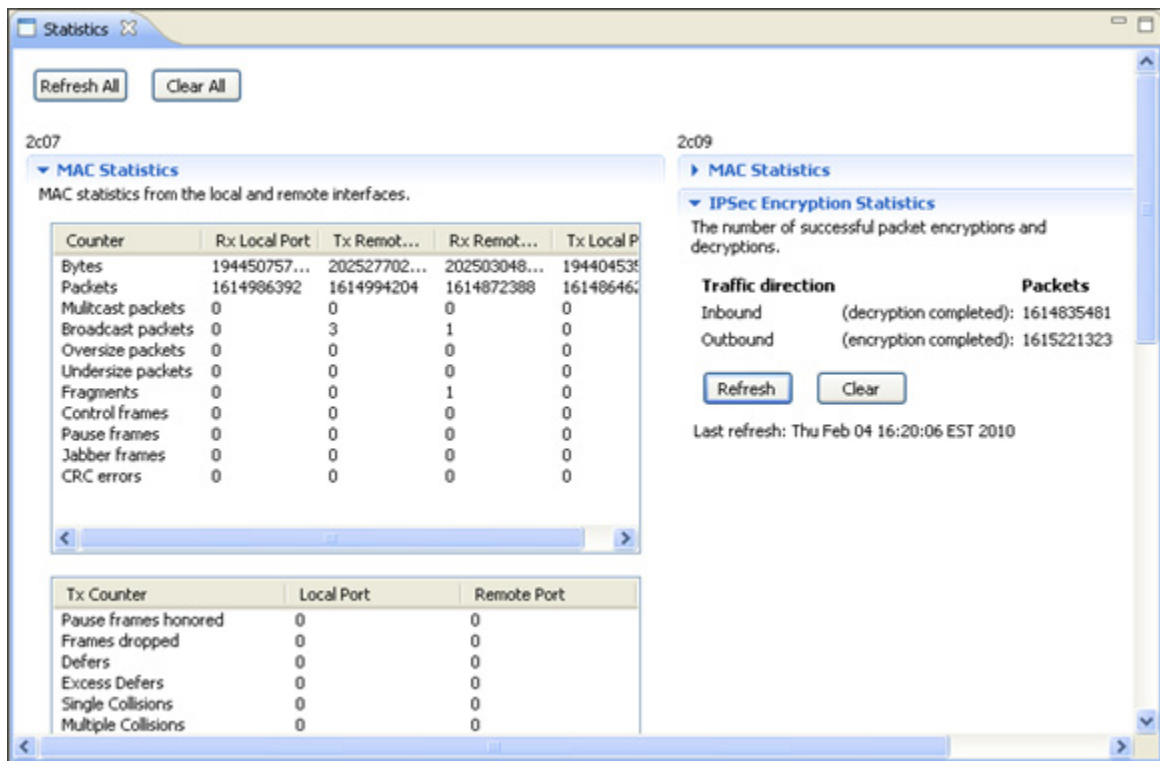 Statistics
Refresh All Clear All
2c07
MAC Statistics
MAC statistics from the local and remote interfaces.
Counter Rx Local Port Tx Remot... Rx Remot... Tx Local P
Bytes 194450757... 202527702... 202503048... 19440453
Packets 1614986392 1614994204 1614872388 16148646
Mulitcast packets 0 0 0 0
Broadcast packets 0 3 1 0
Oversize packets 0 0 0 0
Undersize packets 0 0 0 0
Fragments 0 0 1 0
Control frames 0 0 0 0
Pause frames 0 0 0 0
Jabber frames 0 0 0 0
CRC errors 0 0 0 0
Tx Counter Local Port Remote Port
Pause frames honored 0 0
Frames dropped 0 0
Defers 0 0
Excess Defers 0 0
Single Collisions 0 0
Multiple Collisions 0 0
2c09
MAC Statistics
IPSec Encryption Statistics
The number of successful packet encryptions and
decryptions.
Traffic direction Packets
Inbound (decryption completed): 1614835481
Outbound (encryption completed): 1615221323
Refresh Clear
Last refresh: Thu Feb 04 16:20:06 EST 2010